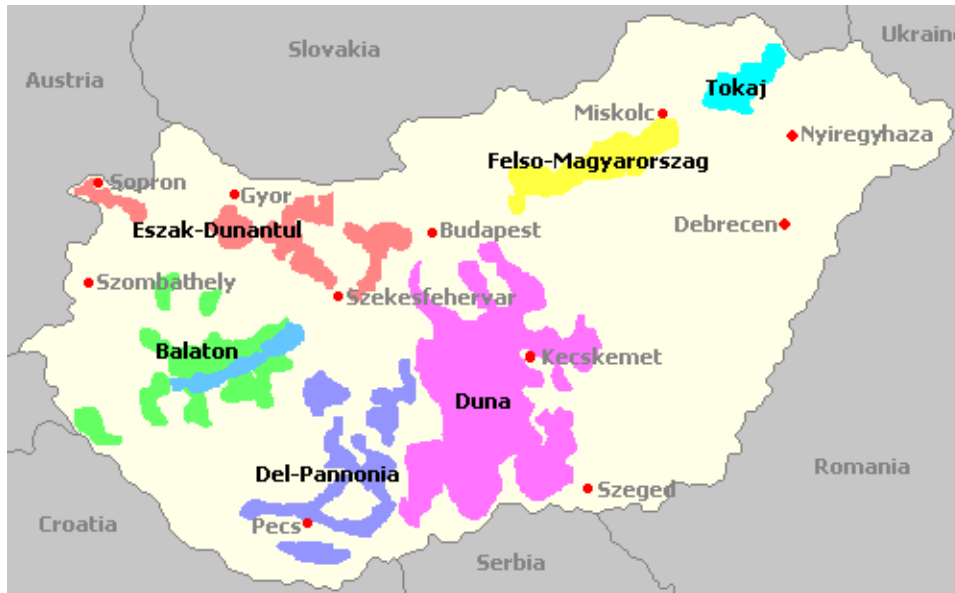 Ukraine
Slovakia
Austria
Tokaj
Miskolc
Nyiregyhaza
Felso-Magyarorszag
Sopron
Gyor
Eszak-Dunantul
Budapest
Debrecen
Szombathely
Szekesfehervar
Balaton
Kecskemet
Duna
Del-Pannonia
Romania
Szeged
Croatia
Pecs
Serbia